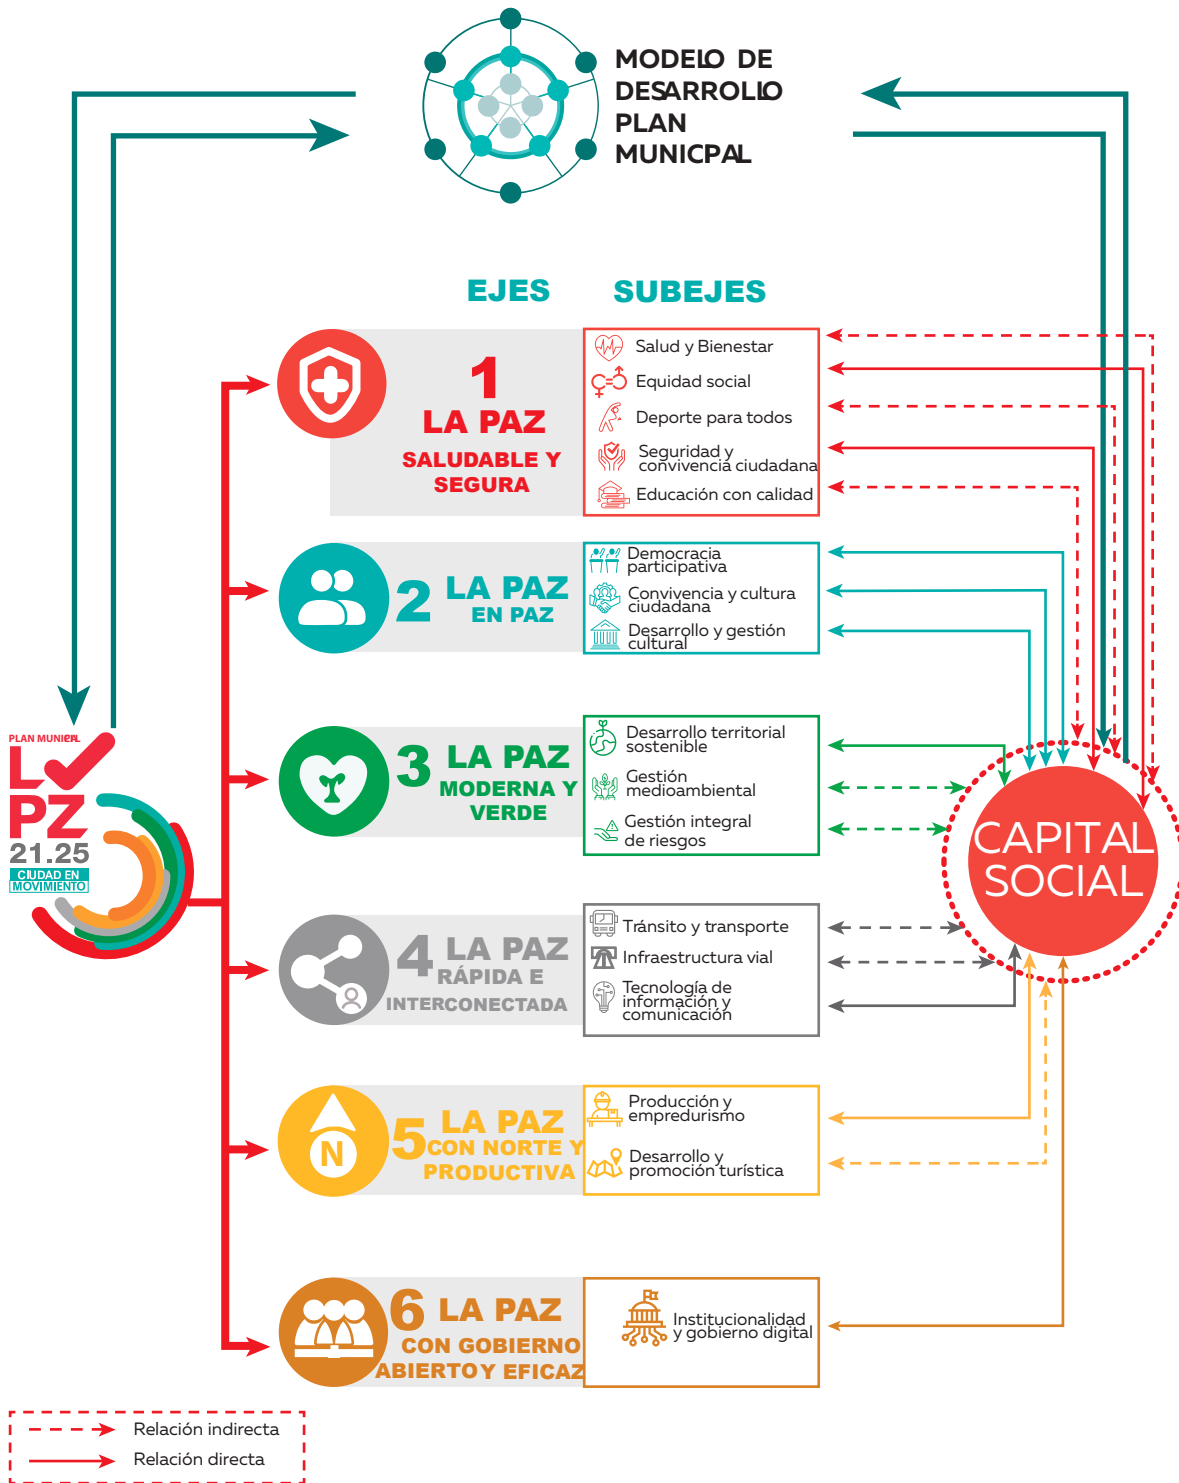 MODELO DE
DESARROLLO
PLAN
MUNICPAL
EJES
SUBEJES
1
LA PAZ
SALUDABLE Y
SEGURA
Salud y Bienestar
Equidad social
Deporte para todos
Seguridad y
convivencia ciudadana
Educación con calidad
2 LA PAZ
EN PAZ
Democracia
participativa
Convivencia y cultura
ciudadana
Desarrollo y gestión
cultural
PLAN MUNICIPAL
L
PZ
21.25
CIUDAD EN
MOVIMIENTO
3 LA PAZ
MODERNA Y
VERDE
Desarrollo territorial
sostenible
Gestión
medioambiental
Gestión integral
de riesgos
CAPITAL
SOCIAL
4 LA PAZ
RÁPIDA E
INTERCONECTADA
Tránsito y transporte
Infraestructura vial
Tecnología de
información y
comunicación
N
5 LA PAZ
CON NORTE Y
PRODUCTIVA
Producción y
empredurismo
Desarrollo y
promoción turística
6 LA PAZ
CON GOBIERNO
ABIERTO Y EFICAZ
Institucionalidad
y gobierno digital
Relación indirecta
Relación directa